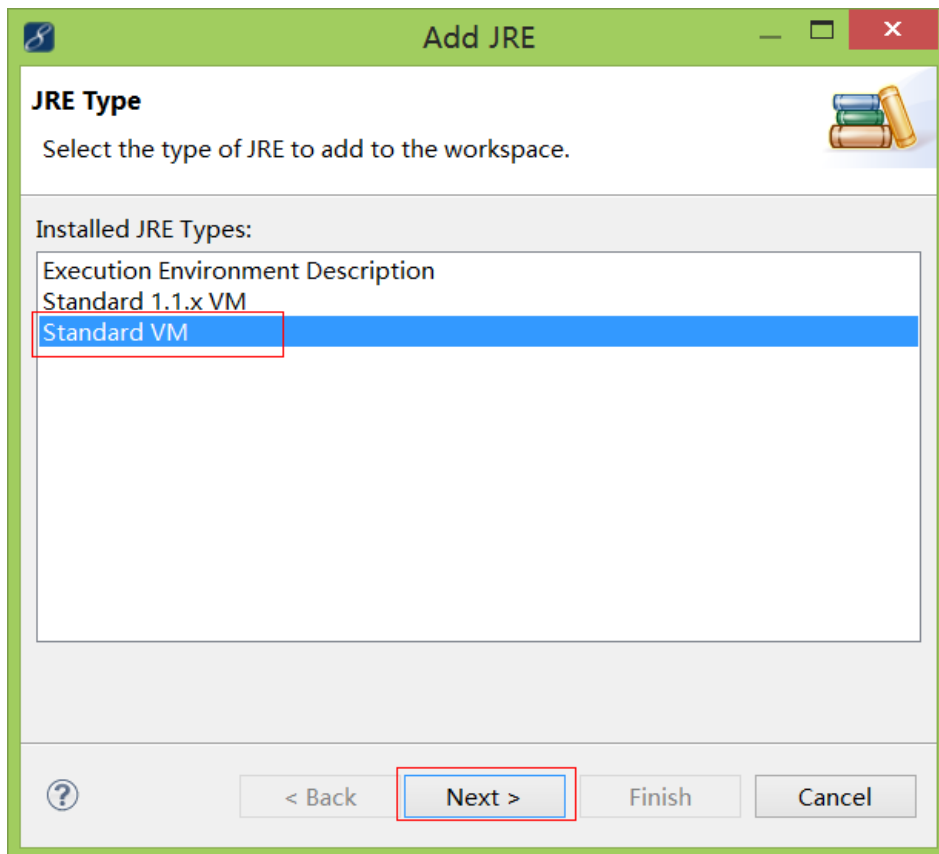 Add JRE
JRE Type
Select the type of JRE to add to the workspace.
Installed JRE Types:
Execution Environment Description
Standard 1.1.x VM
Standard VM
?
< Back
Next >
Finish
Cancel